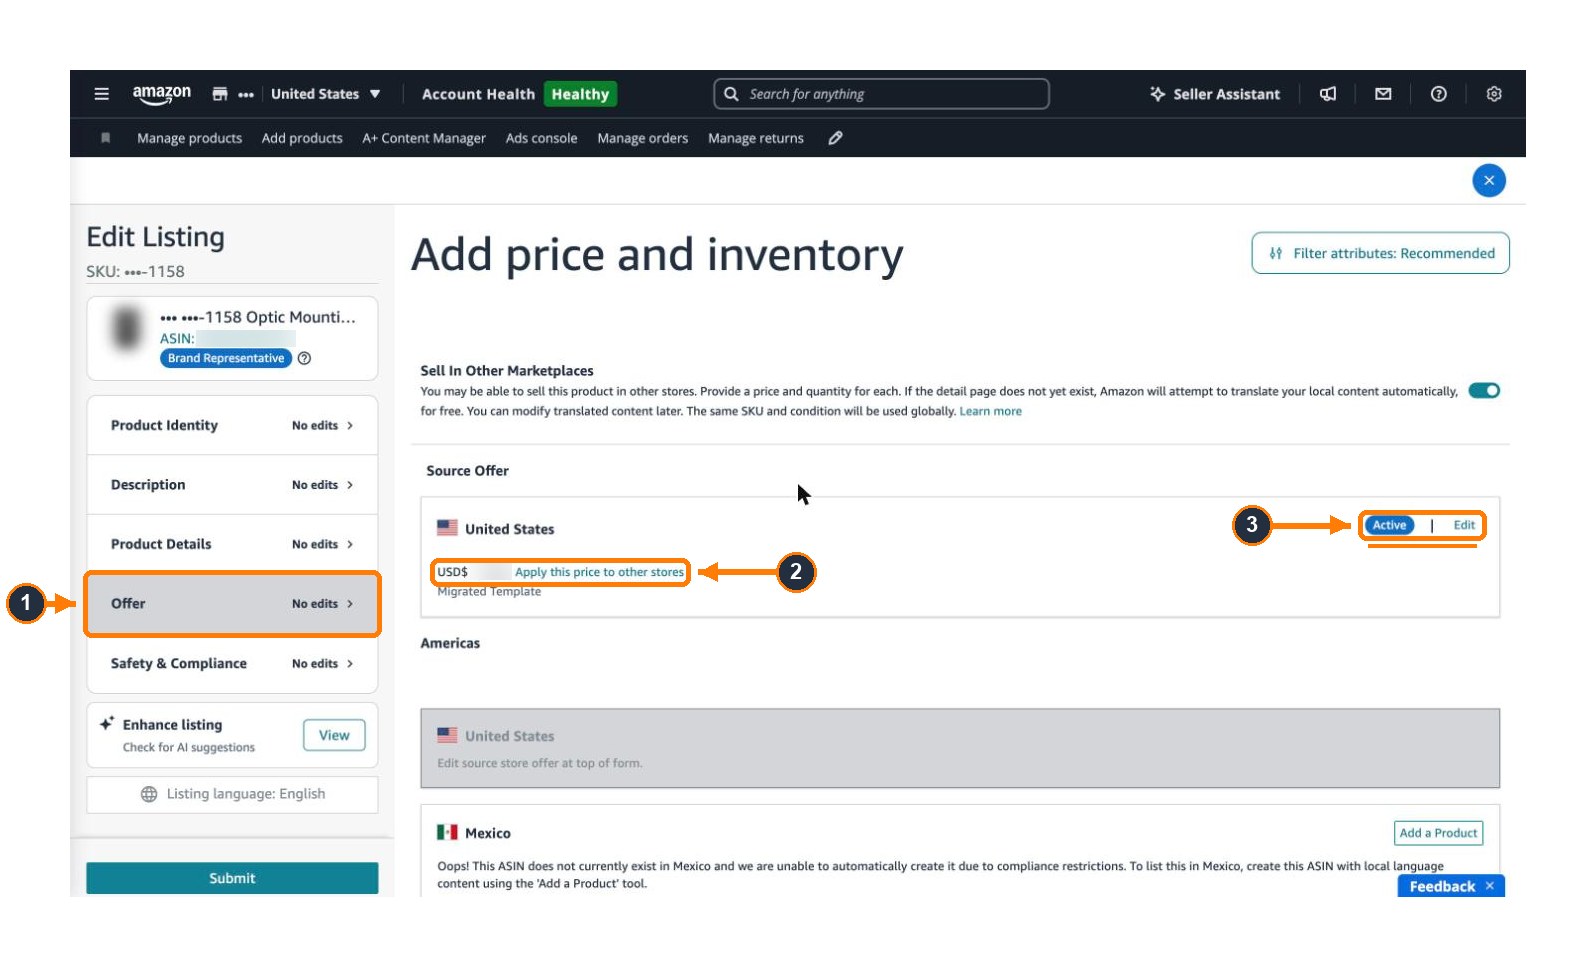 amazon ••• United States ▼ Account Health Healthy Search for anything Seller Assistant
Manage products Add products A+ Content Manager Ads console Manage orders Manage returns
Edit Listing
SKU: •••-1158
••• •••-1158 Optic Mounti...
ASIN:
Brand Representative
Product Identity No edits >
Description No edits >
Product Details No edits >
1
Offer No edits >
Safety & Compliance No edits >
Enhance listing
Check for AI suggestions
View
Listing language: English
Submit
Add price and inventory
Filter attributes: Recommended
Sell In Other Marketplaces
You may be able to sell this product in other stores. Provide a price and quantity for each. If the detail page does not yet exist, Amazon will attempt to translate your local content automatically,
for free. You can modify translated content later. The same SKU and condition will be used globally. Learn more
Source Offer
United States
3
Active | Edit
USD$ Apply this price to other stores
2
Migrated Template
Americas
United States
Edit source store offer at top of form.
Mexico
Add a Product
Oops! This ASIN does not currently exist in Mexico and we are unable to automatically create it due to compliance restrictions. To list this in Mexico, create this ASIN with local language
content using the 'Add a Product' tool.
Feedback ×